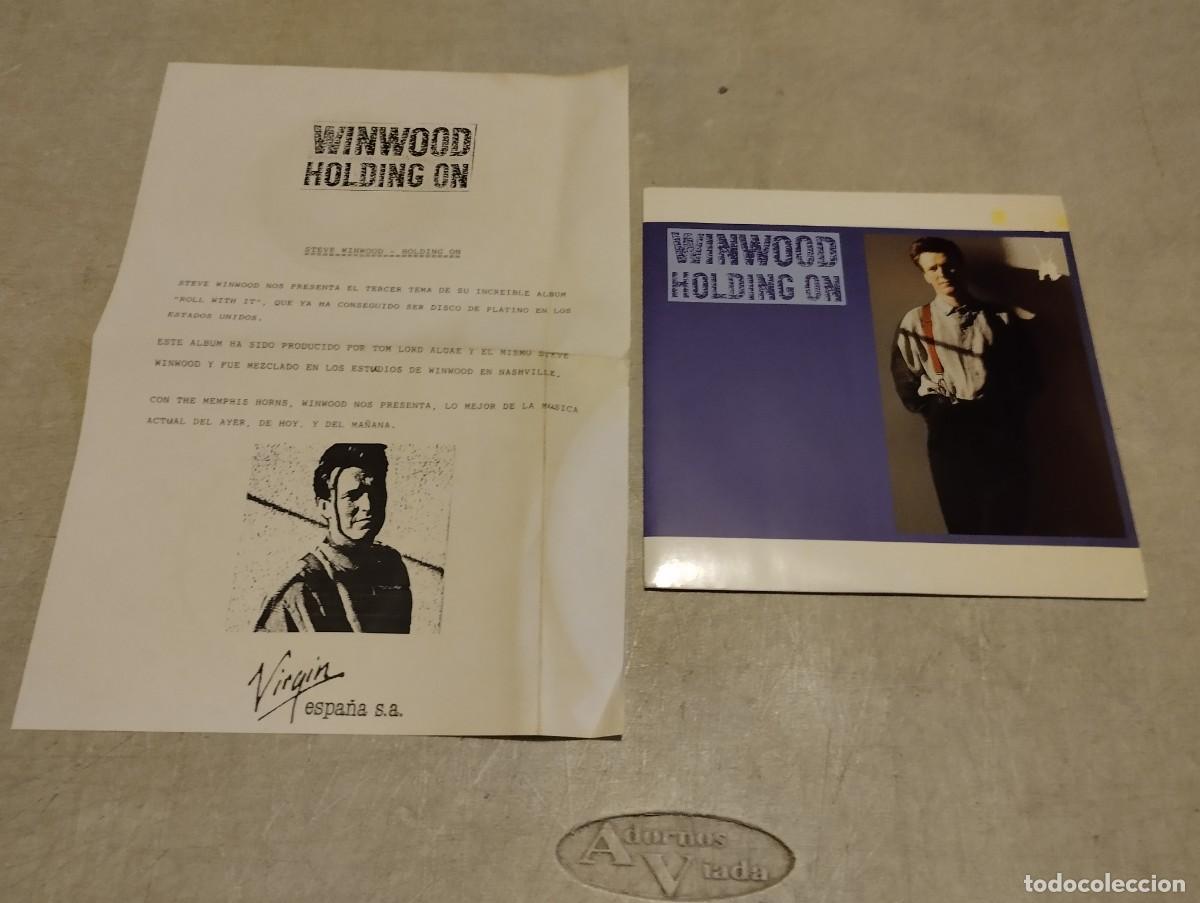 WINWOOD
HOLDING ON
STEVE WINWOOD - HOLDING ON
STEVE WINWOOD NOS PRESENTA EL TERCER TEMA DE SU INCREIBLE ALBUM
"ROLL WITH IT", QUE YA HA CONSEGUIDO SER DISCO DE PLATINO EN LOS
ESTADOS UNIDOS.
ESTE ALBUM HA SIDO PRODUCIDO POR TOM LORD ALGAE Y EL MISMO STEVE
WINWOOD Y FUE MEZCLADO EN LOS ESTUDIOS DE WINWOOD EN NASHVILLE.
CON THE MEMPHIS HORNS, WINWOOD NOS PRESENTA, LO MEJOR DE LA MUSICA
ACTUAL DEL AYER, DE HOY, Y DEL MAÑANA.
Virgin
españa s.a.
WINWOOD
HOLDING ON
Adornos
Viada
todocoleccion